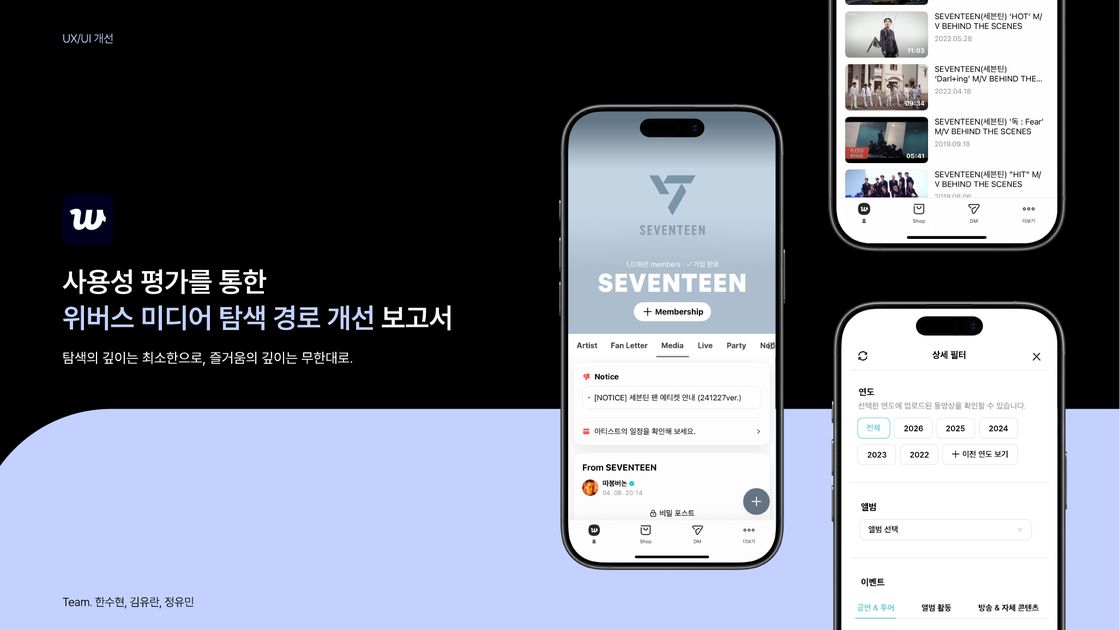 UX/UI 개선
w
사용성 평가를 통한
위버스 미디어 탐색 경로 개선 보고서
탐색의 깊이는 최소한으로, 즐거움의 깊이는 무한대로.
Team. 한수현, 김유란, 정유민
SEVENTEEN
1,078만 members · ✓ 가입 완료
SEVENTEEN
+ Membership
Artist Fan Letter Media Live Party
Notice
· [NOTICE] 세븐틴 팬 에티켓 안내 (241227ver.)
아티스트의 일정을 확인해 보세요.
From SEVENTEEN
따봉버논
04. 08. 20:14
비밀 포스트
홈 Shop DM 더보기
SEVENTEEN(세븐틴) ‘HOT’ M/
V BEHIND THE SCENES
2022.05.28
11:03
SEVENTEEN(세븐틴)
‘Darl+ing’ M/V BEHIND THE...
2022.04.18
09:34
SEVENTEEN(세븐틴) '독 : Fear'
M/V BEHIND THE SCENES
2019.09.18
05:41
SEVENTEEN(세븐틴) "HIT" M/
V BEHIND THE SCENES
2019.08.06
홈 Shop DM 더보기
상세 필터
연도
선택한 연도에 업로드된 동영상을 확인할 수 있습니다.
전체 2026 2025 2024
2023 2022 + 이전 연도 보기
앨범
앨범 선택
이벤트
공연 & 투어 앨범 활동 방송 & 자체 콘텐츠